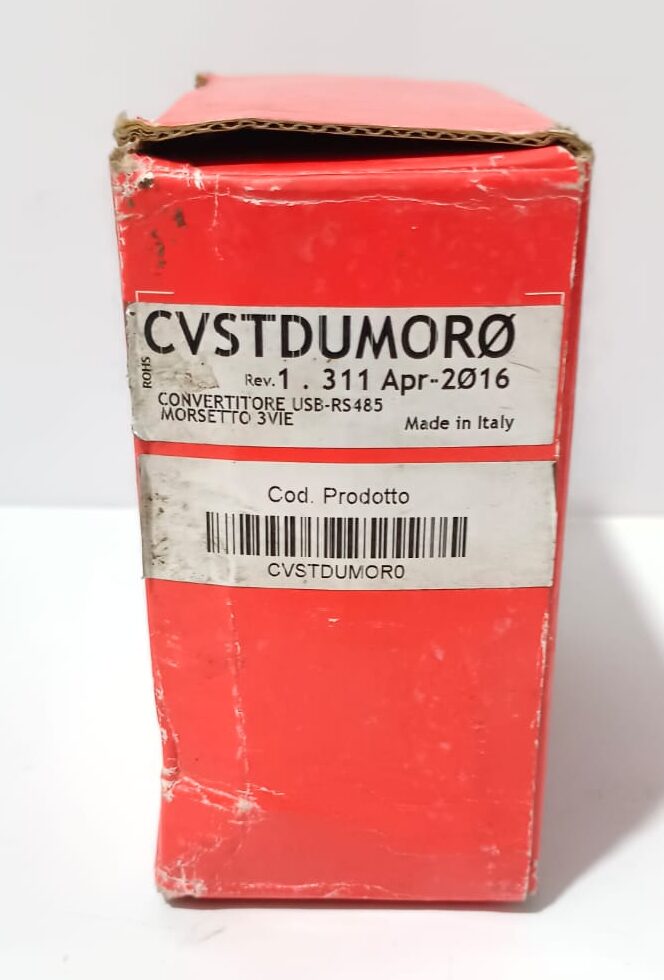 CVSTDUMORØ
ROHS
Rev.1 . 311 Apr-2Ø16
CONVERTITORE USB-RS485
MORSETTO 3VIE
Made in Italy
Cod. Prodotto
CVSTDUMOR0